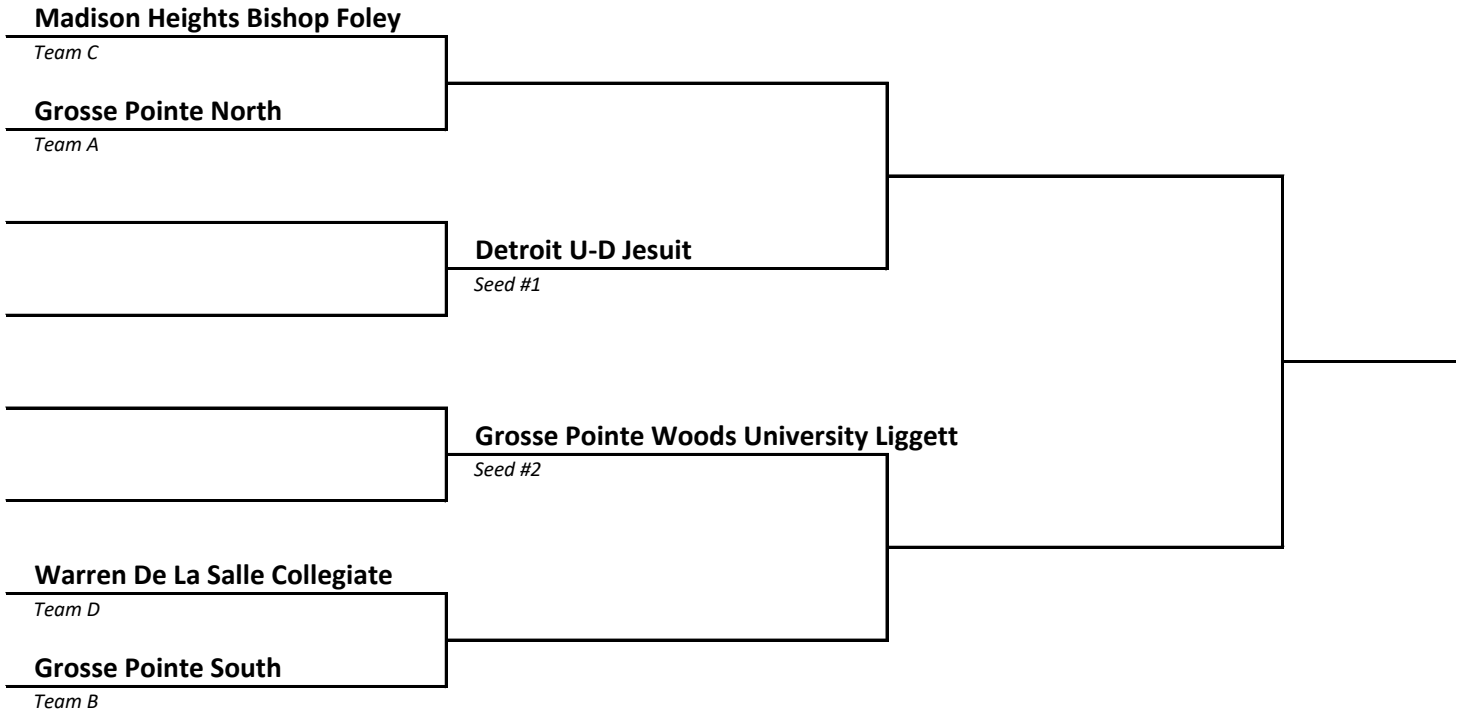 Madison Heights Bishop Foley
Team C
Grosse Pointe North
Team A
Detroit U-D Jesuit
Seed #1
Grosse Pointe Woods University Liggett
Seed #2
Warren De La Salle Collegiate
Team D
Grosse Pointe South
Team B